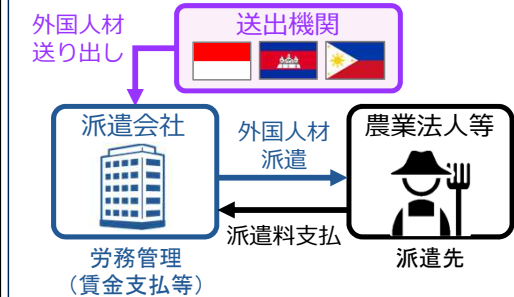 外国人材
送り出し
送出機関
派遣会社
外国人材
派遣
農業法人等
派遣料支払
労務管理
（賃金支払等）
派遣先